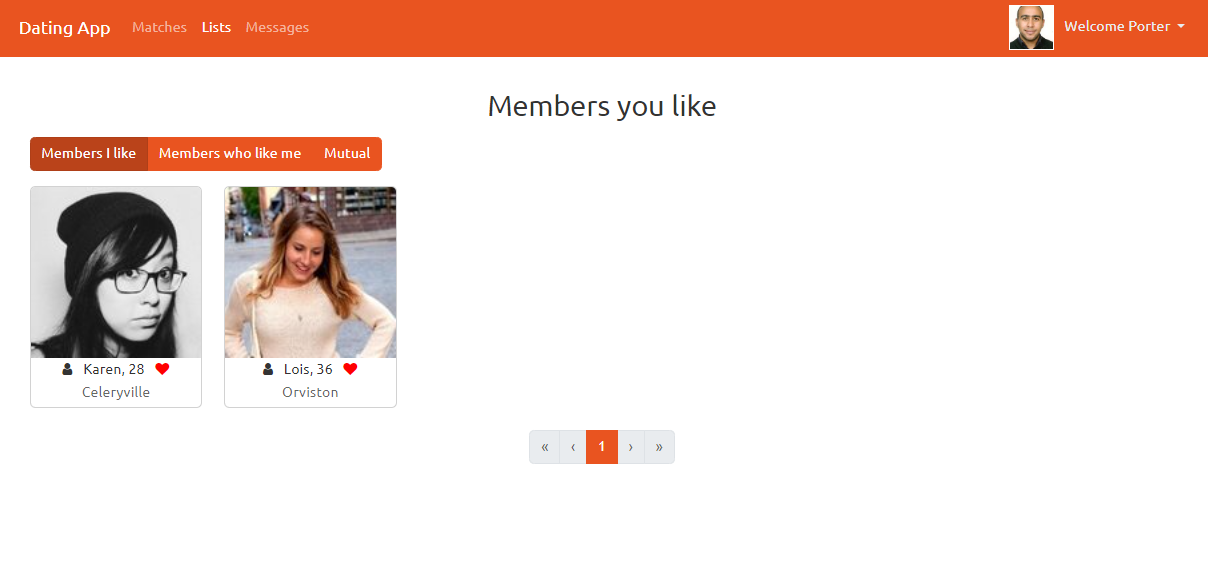 Dating App Matches Lists Messages Welcome Porter
Members you like
Members I like Members who like me Mutual
Karen, 28 Lois, 36
Celeryville Orviston
« ‹ 1 › »